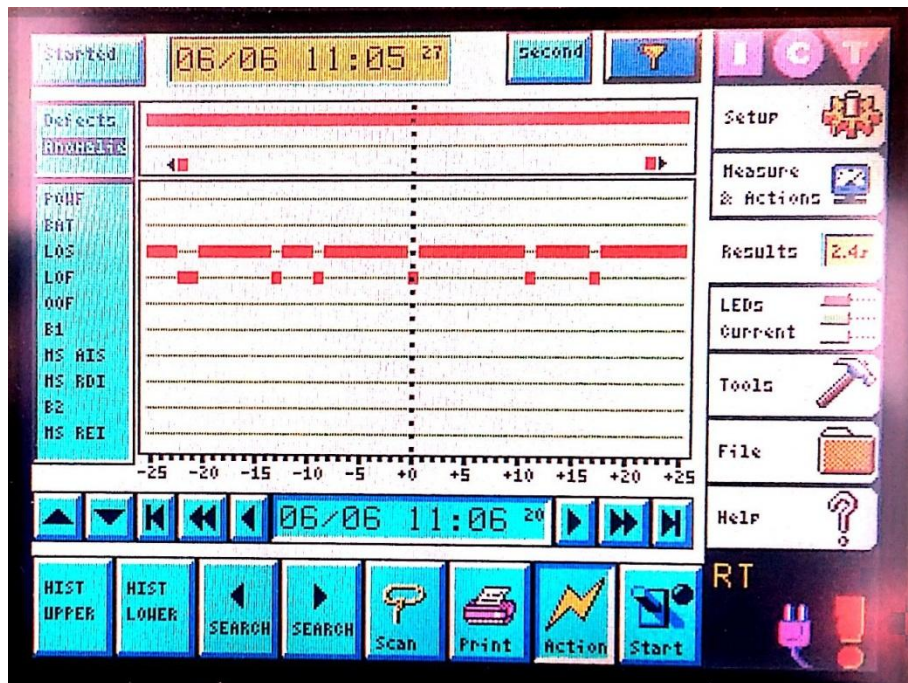 Started 06/06 11:05 27 second
I C T
Defects
Anomalie
POWF
BAT
LOS
LOF
OOF
B1
MS AIS
MS RDI
B2
MS REI
-25 -20 -15 -10 -5 +0 +5 +10 +15 +20 +25
06/06 11:06 20
HIST UPPER
HIST LOWER
SEARCH
SEARCH
Scan
Print
Action
Start
Setup
Measure
& Actions
Results 2.4
LEDs
Current
Tools
File
Help
RT